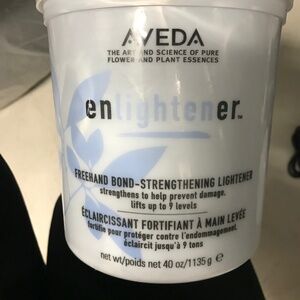 AVEDA
THE ART AND SCIENCE OF PURE
FLOWER AND PLANT ESSENCES
enlightener™
FREEHAND BOND-STRENGTHENING LIGHTENER
strengthens to help prevent damage.
lifts up to 9 levels
ÉCLAIRCISSANT FORTIFIANT À MAIN LEVÉE
fortifie pour protéger contre l'endommagement.
éclaircit jusqu'à 9 tons
net wt/poids net 40 oz/1135 g ℮